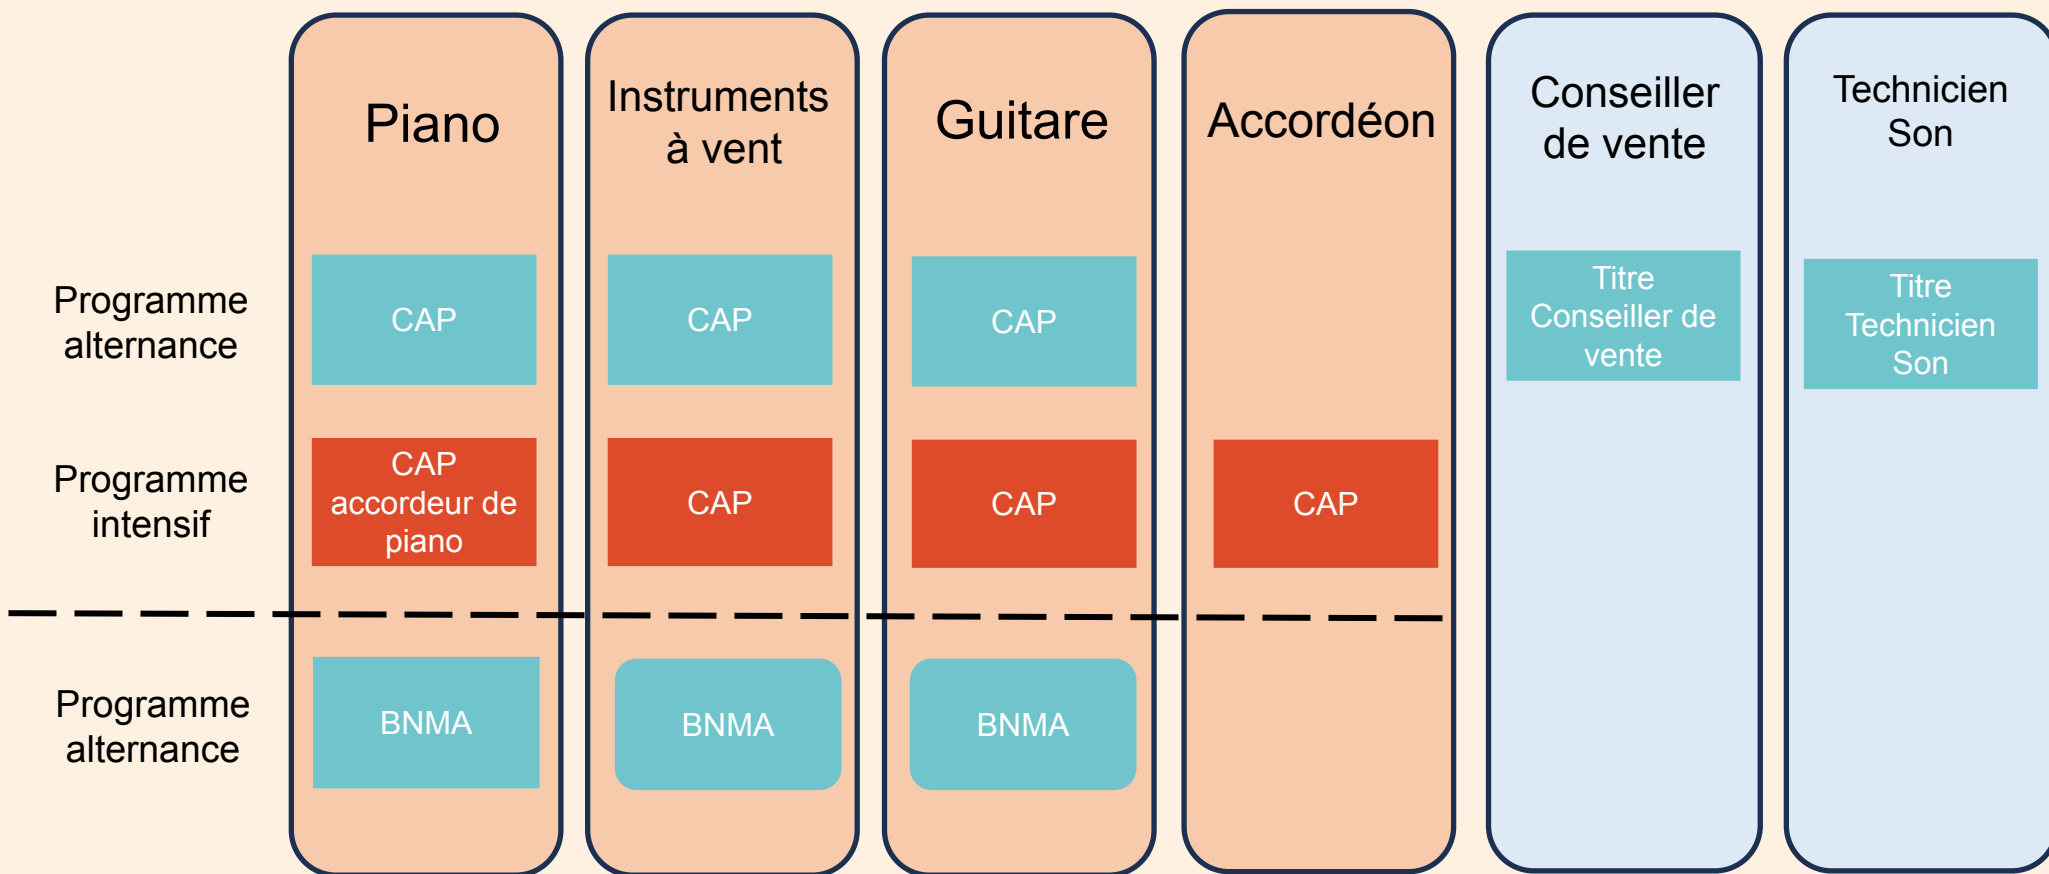 Piano
Instruments
à vent
Guitare
Accordéon
Conseiller
de vente
Technicien
Son
Programme
alternance
CAP
CAP
CAP
Titre
Conseiller de
vente
Titre
Technicien
Son
Programme
intensif
CAP
accordeur de
piano
CAP
CAP
CAP
Programme
alternance
BNMA
BNMA
BNMA